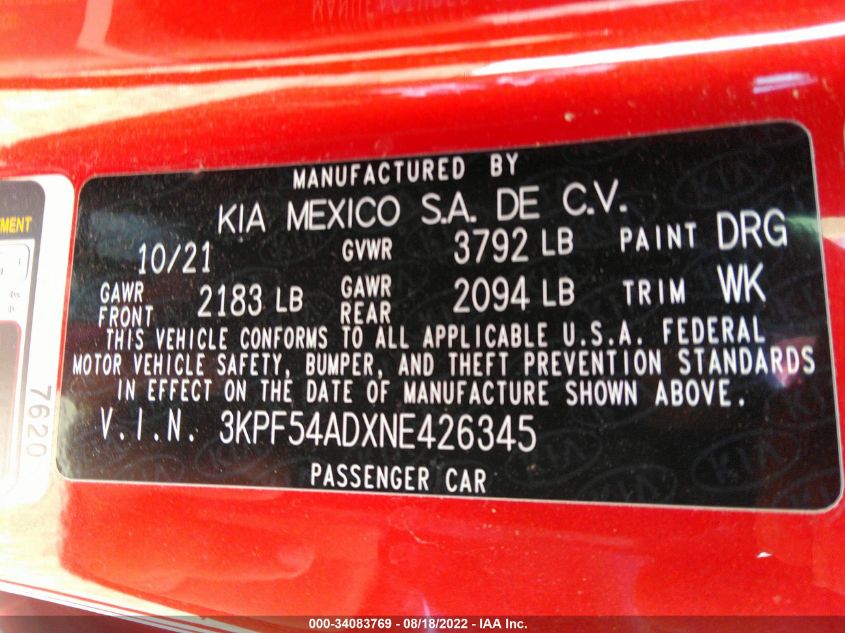 MANUFACTURED BY
KIA MEXICO S.A. DE C.V.
10/21 GVWR 3792 LB PAINT DRG
GAWR FRONT 2183 LB GAWR REAR 2094 LB TRIM WK
THIS VEHICLE CONFORMS TO ALL APPLICABLE U.S.A. FEDERAL
MOTOR VEHICLE SAFETY, BUMPER, AND THEFT PREVENTION STANDARDS
IN EFFECT ON THE DATE OF MANUFACTURE SHOWN ABOVE.
V.I.N. 3KPF54ADXNE426345
PASSENGER CAR
7620
000-34083769 - 08/18/2022 - IAA Inc.